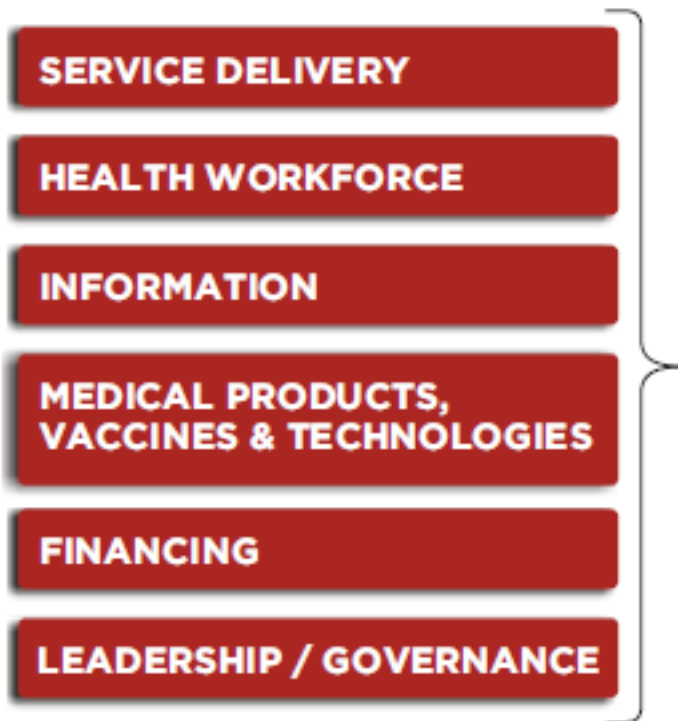 SERVICE DELIVERY
HEALTH WORKFORCE
INFORMATION
MEDICAL PRODUCTS,
VACCINES & TECHNOLOGIES
FINANCING
LEADERSHIP / GOVERNANCE